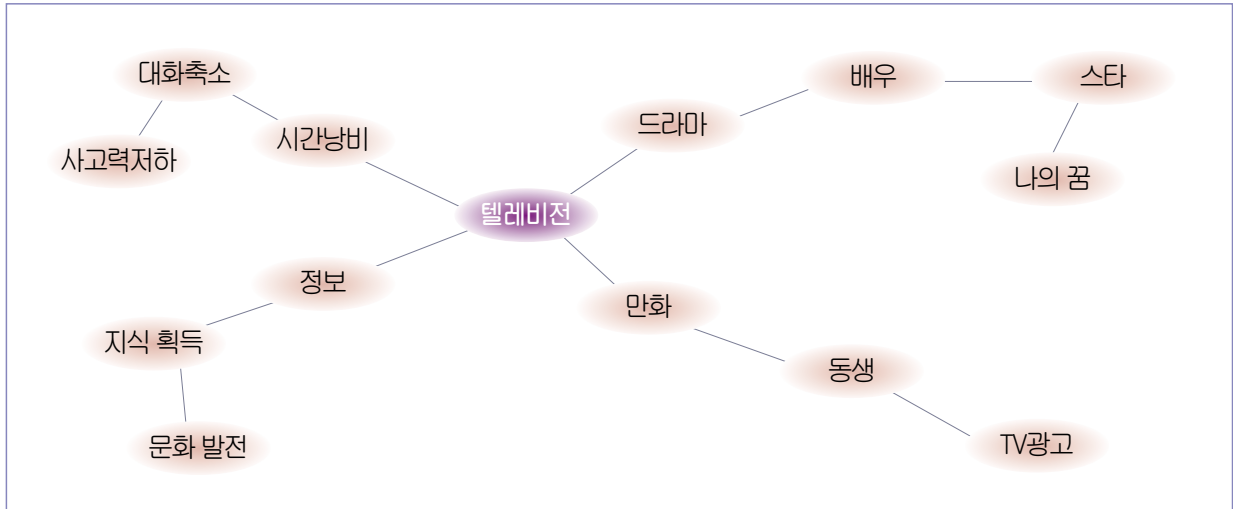 대화축소
사고력저하
시간낭비
드라마
배우
스타
나의 꿈
텔레비전
정보
지식 획득
문화 발전
만화
동생
TV광고